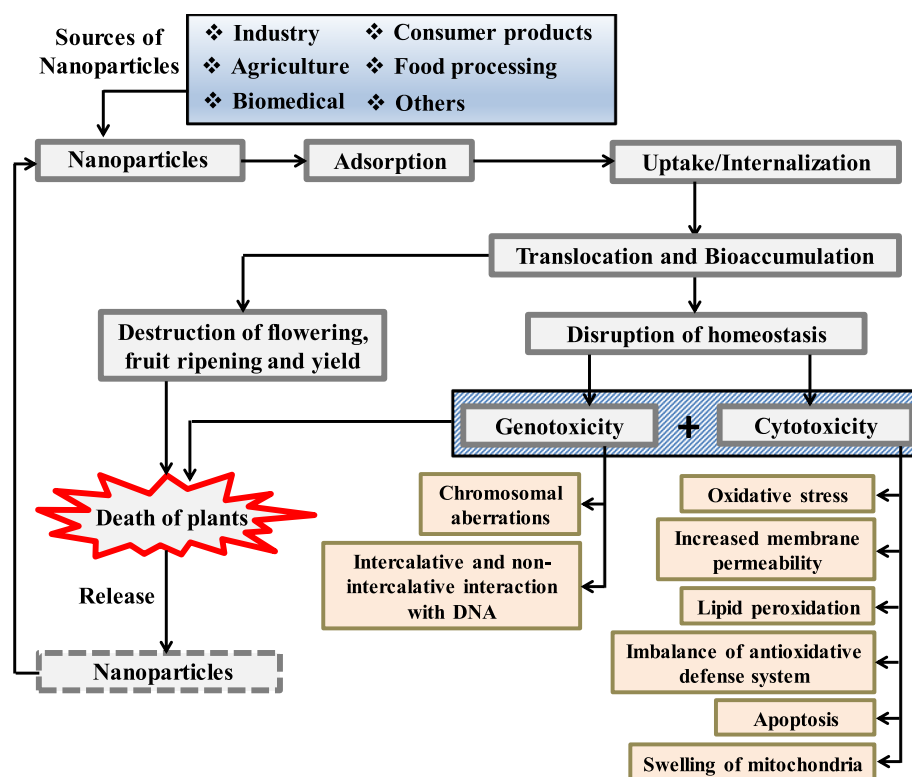 Sources of
Nanoparticles
❖ Industry
❖ Consumer products
❖ Agriculture
❖ Food processing
❖ Biomedical
❖ Others
Nanoparticles
Adsorption
Uptake/Internalization
Translocation and Bioaccumulation
Destruction of flowering,
fruit ripening and yield
Disruption of homeostasis
Genotoxicity
+
Cytotoxicity
Chromosomal
aberrations
Intercalative and non-
intercalative interaction
with DNA
Oxidative stress
Increased membrane
permeability
Lipid peroxidation
Imbalance of antioxidative
defense system
Apoptosis
Swelling of mitochondria
Death of plants
Release
Nanoparticles